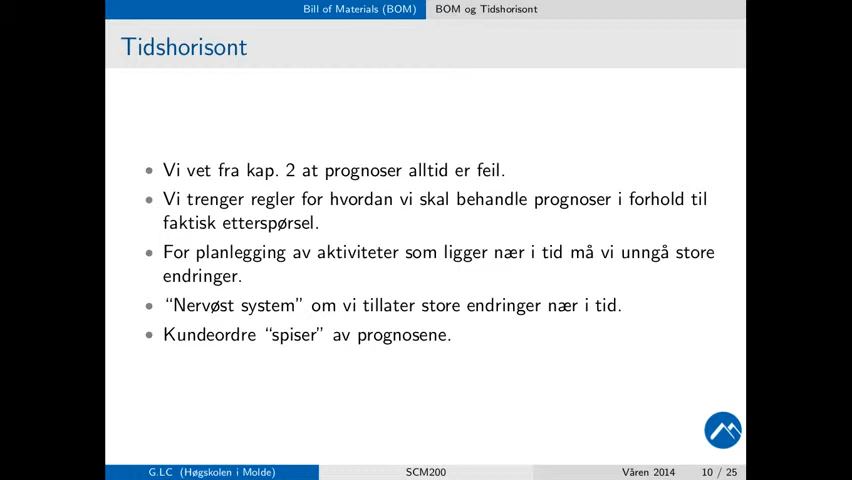 Bill of Materials (BOM) BOM og Tidshorisont
Tidshorisont
• Vi vet fra kap. 2 at prognoser alltid er feil.
• Vi trenger regler for hvordan vi skal behandle prognoser i forhold til
faktisk etterspørsel.
• For planlegging av aktiviteter som ligger nær i tid må vi unngå store
endringer.
• “Nervøst system” om vi tillater store endringer nær i tid.
• Kundeordre “spiser” av prognosene.
G.LC (Høgskolen i Molde) SCM200 Våren 2014 10 / 25